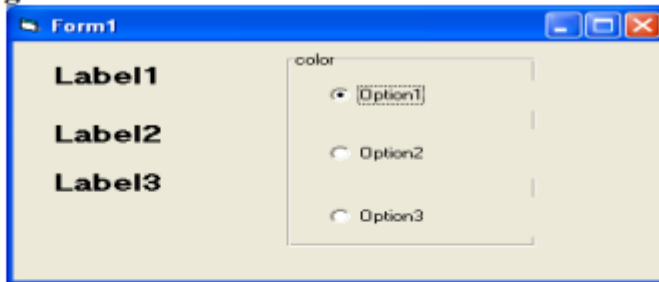 Form1
Label1
Label2
Label3
color
Option1
Option2
Option3